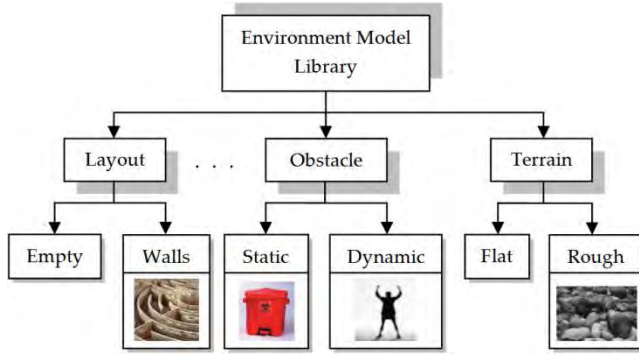 Environment Model
Library
Layout
. . .
Obstacle
Terrain
Empty
Walls
Static
Dynamic
Flat
Rough